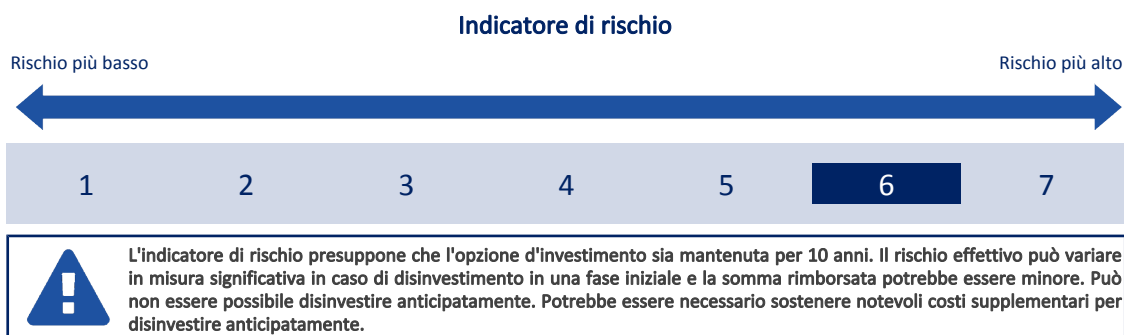 Indicatore di rischio
Rischio più basso
Rischio più alto
1 2 3 4 5 6 7
L'indicatore di rischio presuppone che l'opzione d'investimento sia mantenuta per 10 anni. Il rischio effettivo può variare
in misura significativa in caso di disinvestimento in una fase iniziale e la somma rimborsata potrebbe essere minore. Può
non essere possibile disinvestire anticipatamente. Potrebbe essere necessario sostenere notevoli costi supplementari per
disinvestire anticipatamente.